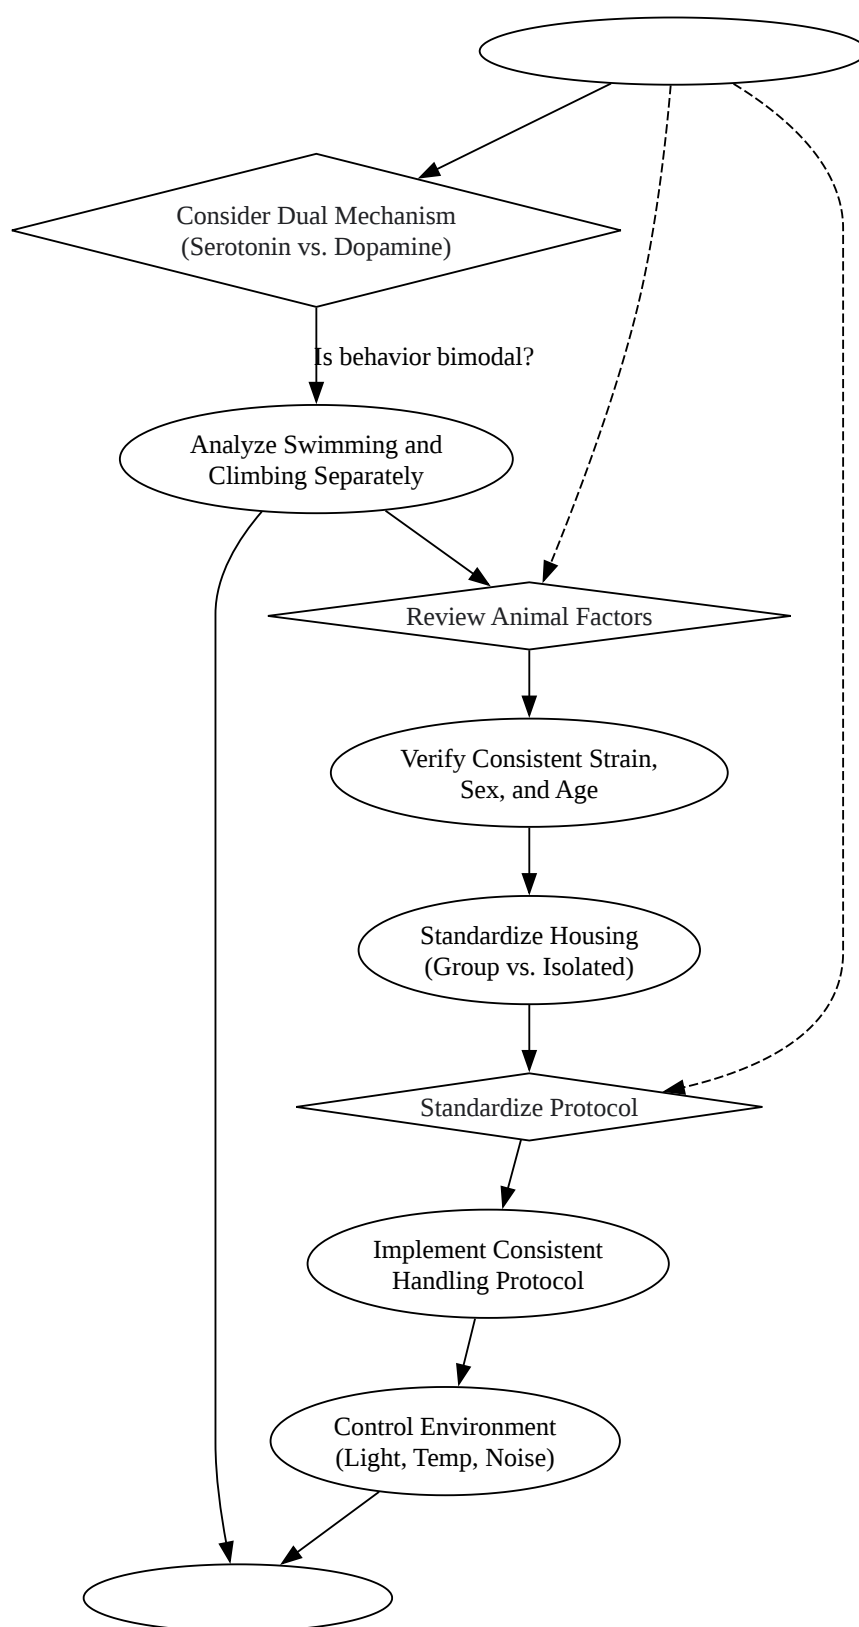 Consider Dual Mechanism
(Serotonin vs. Dopamine)
Is behavior bimodal?
Analyze Swimming and
Climbing Separately
Review Animal Factors
Verify Consistent Strain,
Sex, and Age
Standardize Housing
(Group vs. Isolated)
Standardize Protocol
Implement Consistent
Handling Protocol
Control Environment
(Light, Temp, Noise)